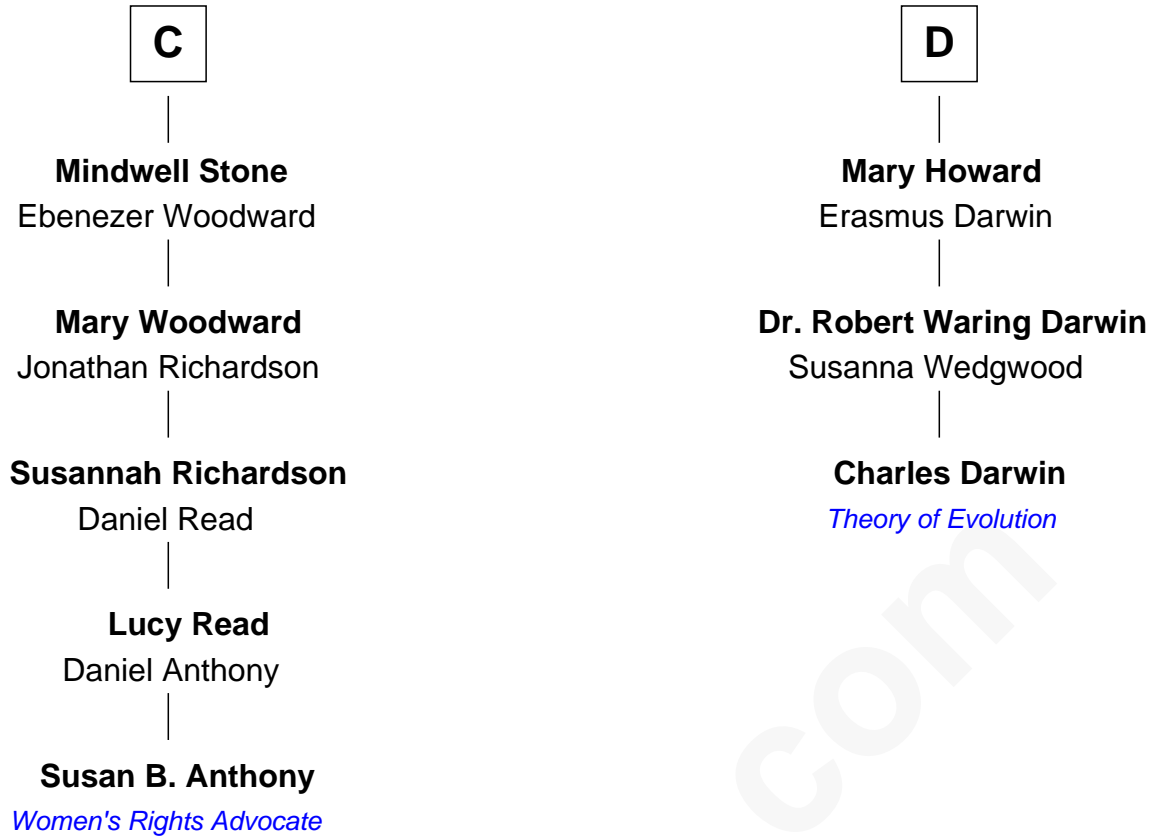 C
Mindwell Stone
Ebenezer Woodward
Mary Woodward
Jonathan Richardson
Susannah Richardson
Daniel Read
Lucy Read
Daniel Anthony
Susan B. Anthony
Women's Rights Advocate
D
Mary Howard
Erasmus Darwin
Dr. Robert Waring Darwin
Susanna Wedgwood
Charles Darwin
Theory of Evolution
com